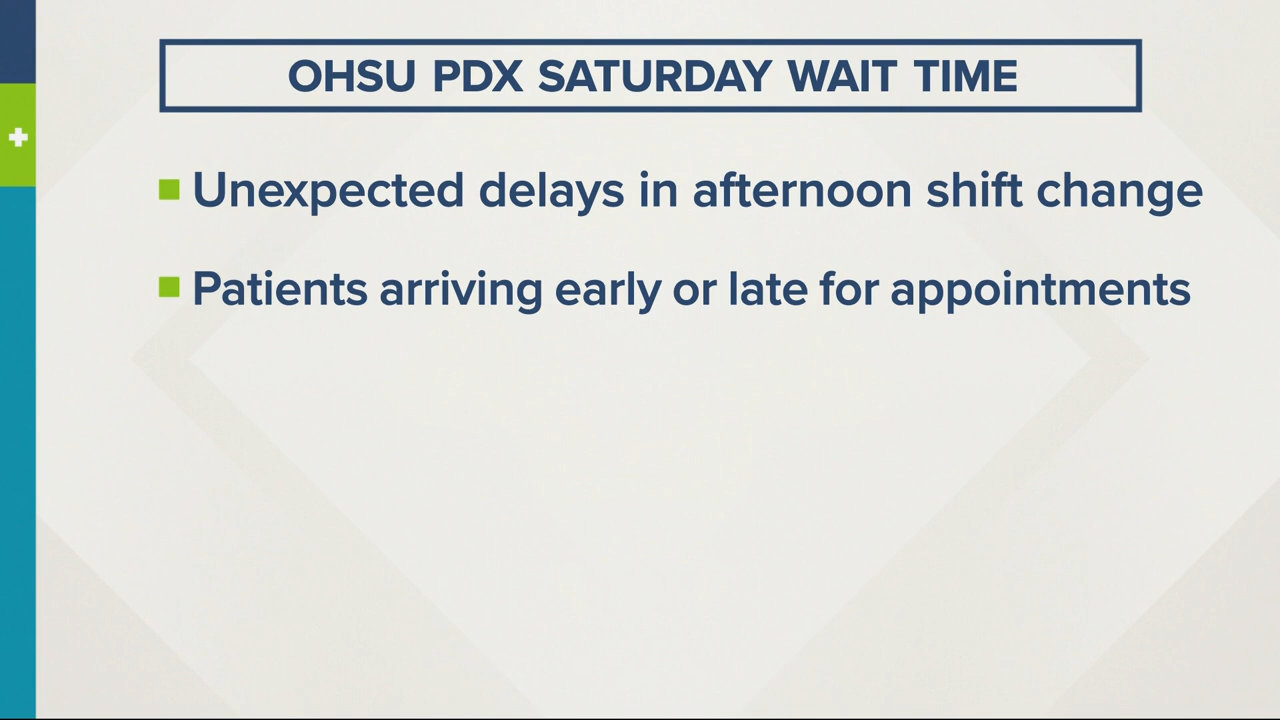 OHSU PDX SATURDAY WAIT TIME
Unexpected delays in afternoon shift change
Patients arriving early or late for appointments